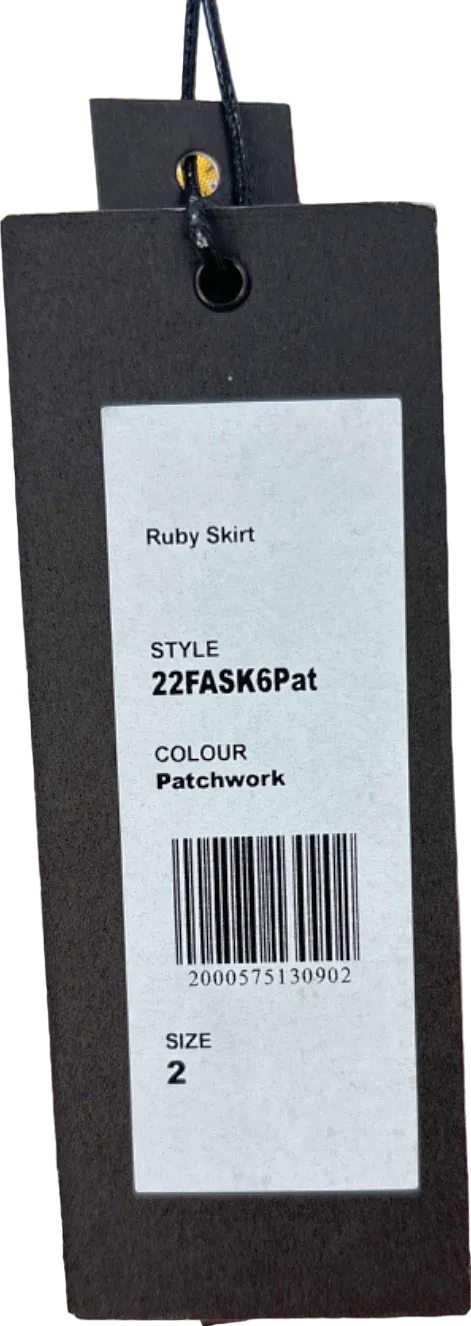 Ruby Skirt
STYLE
22FASK6Pat
COLOUR
Patchwork
2000575130902
SIZE
2